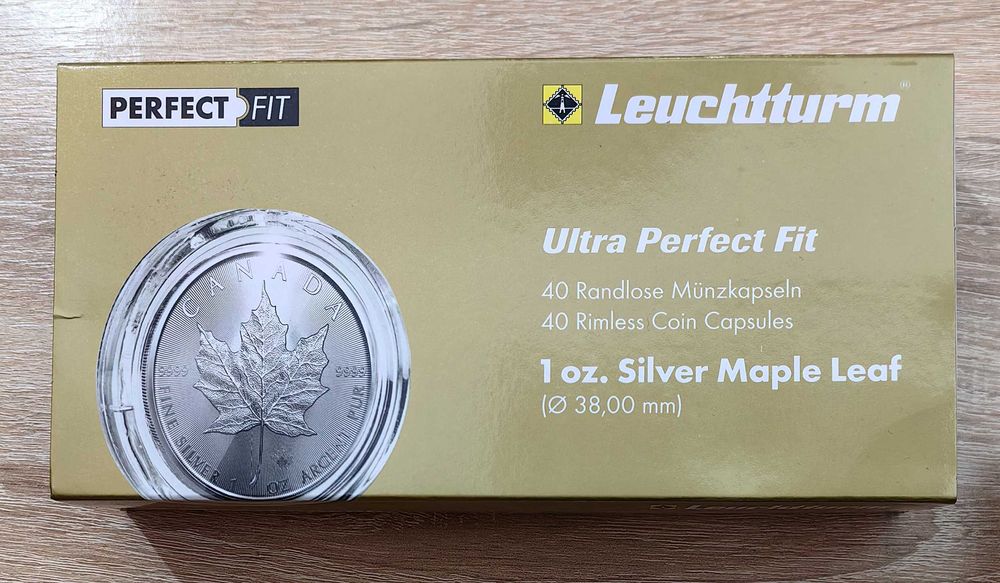 PERFECT FIT
Leuchtturm®
Ultra Perfect Fit
40 Randlose Münzkapseln
40 Rimless Coin Capsules
1 oz. Silver Maple Leaf
(Ø 38,00 mm)
CANADA
9999 9999
FINE SILVER 1 OZ ARGENT PUR
Leuchtturm